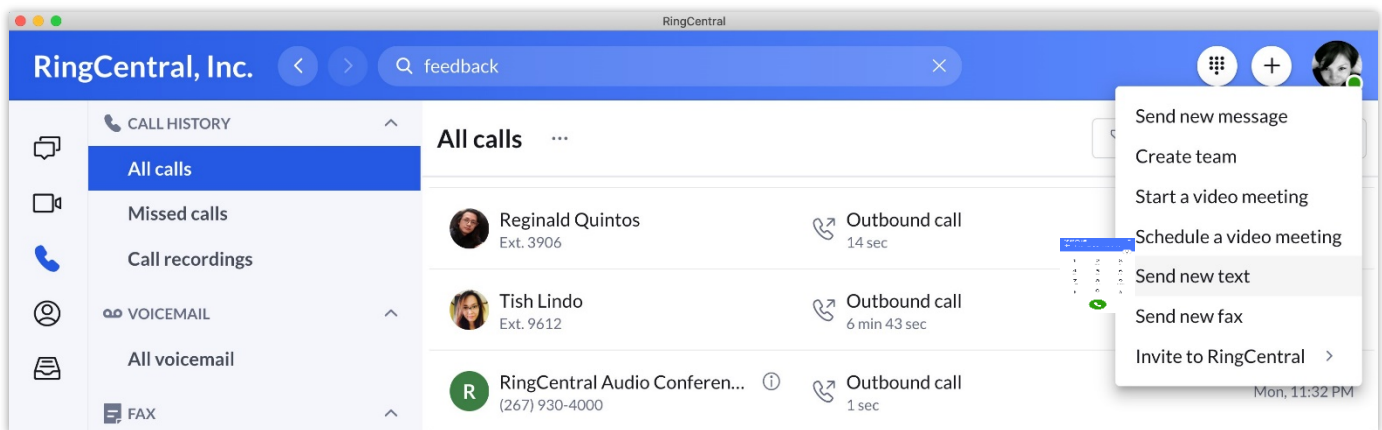 RingCentral
RingCentral, Inc.
feedback
CALL HISTORY
All calls
Missed calls
Call recordings
VOICEMAIL
All voicemail
FAX
All calls ...
Reginald Quintos
Ext. 3906
Outbound call
14 sec
Tish Lindo
Ext. 9612
Outbound call
6 min 43 sec
R
RingCentral Audio Conferen...
(267) 930-4000
Outbound call
1 sec
Mon, 11:32 PM
Send new message
Create team
Start a video meeting
Schedule a video meeting
Send new text
Send new fax
Invite to RingCentral